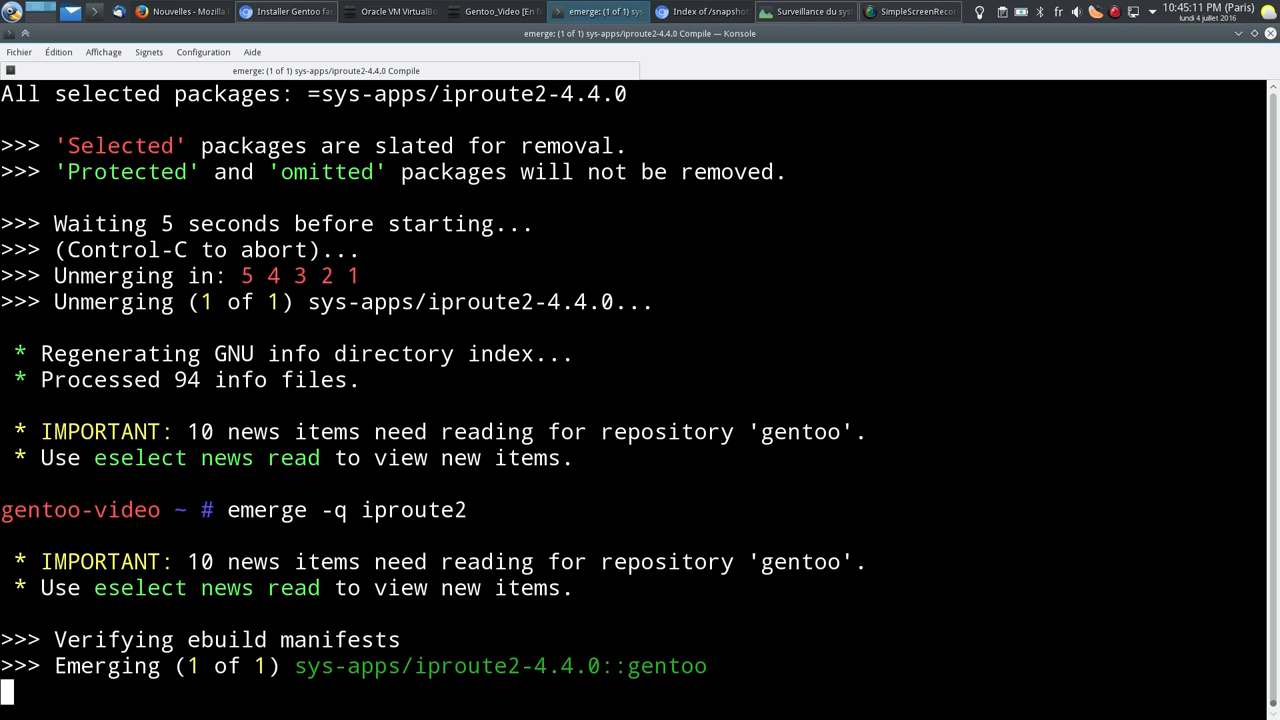 Nouvelles - Mozilla
Installer Gentoo fac
Oracle VM VirtualB
Gentoo_Video [En f
emerge: (1 of 1) sys-
Index of /snapshot
Surveillance du sy
SimpleScreenReco
fr
10:45:11 PM (Paris)
lundi 4 juillet 2016
emerge: (1 of 1) sys-apps/iproute2-4.4.0 Compile — Konsole
Fichier Édition Affichage Signets Configuration Aide
emerge: (1 of 1) sys-apps/iproute2-4.4.0 Compile
All selected packages: =sys-apps/iproute2-4.4.0
>>> 'Selected' packages are slated for removal.
>>> 'Protected' and 'omitted' packages will not be removed.
>>> Waiting 5 seconds before starting...
>>> (Control-C to abort)...
>>> Unmerging in: 5 4 3 2 1
>>> Unmerging (1 of 1) sys-apps/iproute2-4.4.0...
* Regenerating GNU info directory index...
* Processed 94 info files.
* IMPORTANT: 10 news items need reading for repository 'gentoo'.
* Use eselect news read to view new items.
gentoo-video ~ # emerge -q iproute2
* IMPORTANT: 10 news items need reading for repository 'gentoo'.
* Use eselect news read to view new items.
>>> Verifying ebuild manifests
>>> Emerging (1 of 1) sys-apps/iproute2-4.4.0::gentoo